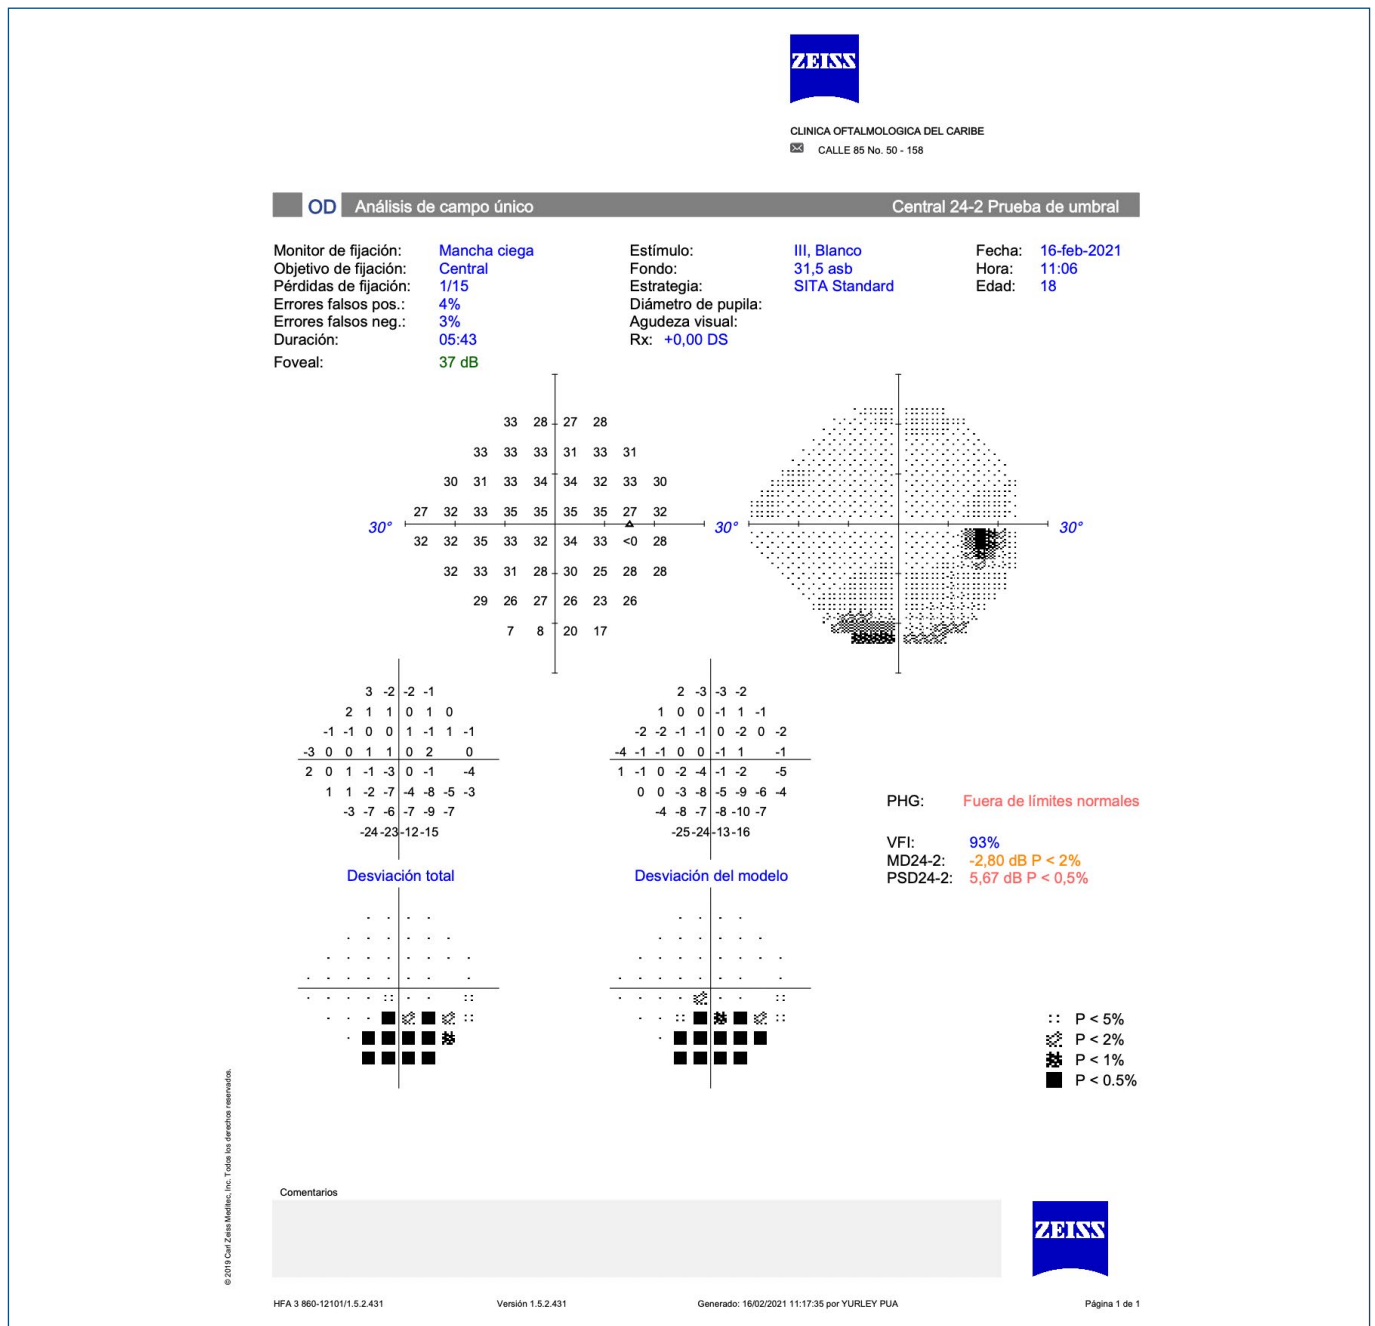 ZEISS
CLINICA OFTALMOLOGICA DEL CARIBE
CALLE 85 No. 50 - 158
OD Análisis de campo único Central 24-2 Prueba de umbral
Monitor de fijación: Mancha ciega Estímulo: III, Blanco Fecha: 16-feb-2021
Objetivo de fijación: Central Fondo: 31,5 asb Hora: 11:06
Pérdidas de fijación: 1/15 Estrategia: SITA Standard Edad: 18
Errores falsos pos.: 4% Diámetro de pupila:
Errores falsos neg.: 3% Agudeza visual:
Duración: 05:43 Rx: +0,00 DS
Foveal: 37 dB
33 28 27 28
33 33 33 31 33 31
30 31 33 34 34 32 33 30
27 32 33 35 35 35 35 27 32
30° 30° 30°
32 32 35 33 32 34 33 <0 28
32 33 31 28 30 25 28 28
29 26 27 26 23 26
7 8 20 17
3 -2 -2 -1 2 -3 -3 -2
2 1 1 0 1 0 1 0 0 -1 1 -1
-1 -1 0 0 1 -1 1 -1 -2 -2 -1 -1 0 -2 0 -2
-3 0 0 1 1 0 2 0 -4 -1 -1 0 0 -1 1 -1
2 0 1 -1 -3 0 -1 -4 1 -1 0 -2 -4 -1 -2 -5
1 1 -2 -7 -4 -8 -5 -3 0 0 -3 -8 -5 -9 -6 -4
-3 -7 -6 -7 -9 -7 -4 -8 -7 -8 -10 -7
-24 -23 -12 -15 -25 -24 -13 -16
PHG: Fuera de límites normales
VFI: 93%
MD24-2: -2,80 dB P < 2%
PSD24-2: 5,67 dB P < 0,5%
Desviación total Desviación del modelo
:: P < 5%
P < 2%
P < 1%
P < 0.5%
© 2019 Carl Zeiss Meditec, Inc. Todos los derechos reservados.
Comentarios
ZEISS
HFA 3 860-12101/1.5.2.431 Versión 1.5.2.431 Generado: 16/02/2021 11:17:35 por YURLEY PUA Página 1 de 1